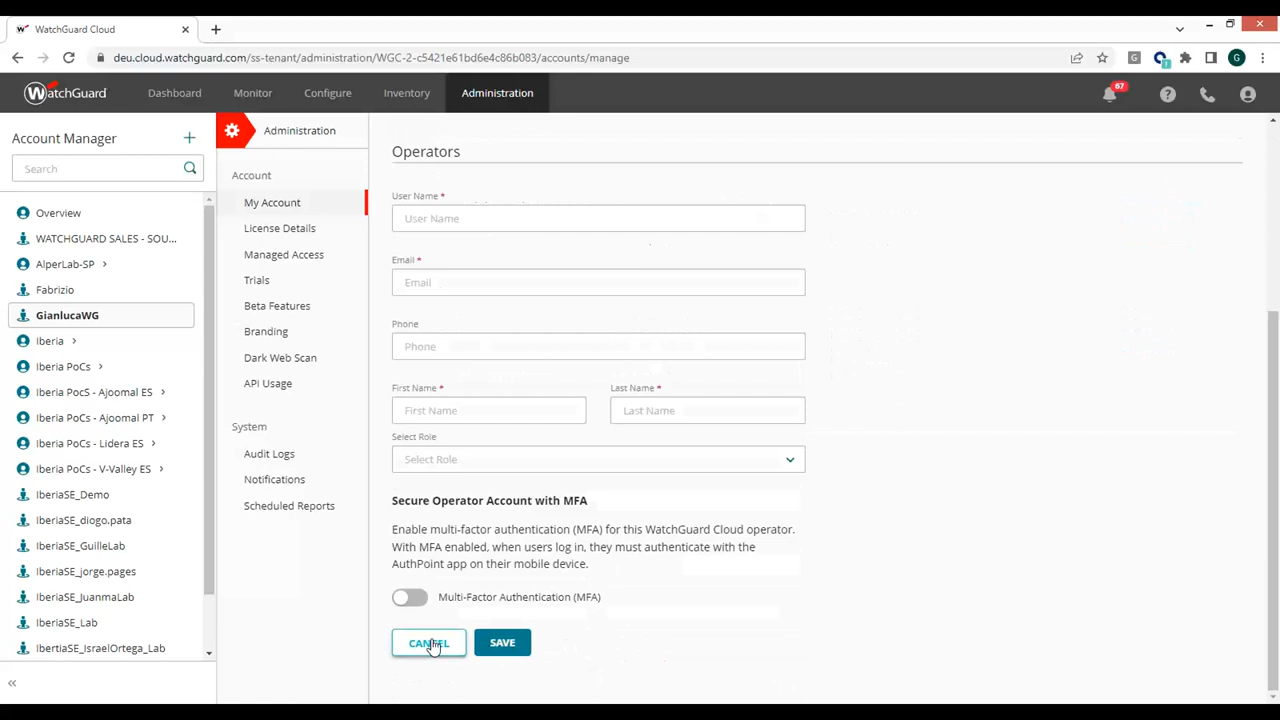 WatchGuard Cloud
deu.cloud.watchguard.com/ss-tenant/administration/WGC-2-c5421e61bd6e4c86b083/accounts/manage
G
WatchGuard
Dashboard
Monitor
Configure
Inventory
Administration
67
Account Manager
Search
Overview
WATCHGUARD SALES - SOU...
AlperLab-SP
Fabrizio
GianlucaWG
Iberia
Iberia PoCs
Iberia PocS - Ajoomal ES
Iberia PoCs - Ajoomal PT
Iberia PoCs - Lidera ES
Iberia PoCs - V-Valley ES
IberiaSE_Demo
IberiaSE_diogo.pata
IberiaSE_GuilleLab
IberiaSE_jorge.pages
IberiaSE_JuanmaLab
IberiaSE_Lab
IbertiaSE_IsraelOrtega_Lab
Administration
Account
My Account
License Details
Managed Access
Trials
Beta Features
Branding
Dark Web Scan
API Usage
System
Audit Logs
Notifications
Scheduled Reports
Operators
User Name *
User Name
Email *
Email
Phone
Phone
First Name *
Last Name *
First Name
Last Name
Select Role
Select Role
Secure Operator Account with MFA
Enable multi-factor authentication (MFA) for this WatchGuard Cloud operator.
With MFA enabled, when users log in, they must authenticate with the
AuthPoint app on their mobile device.
Multi-Factor Authentication (MFA)
CANCEL
SAVE